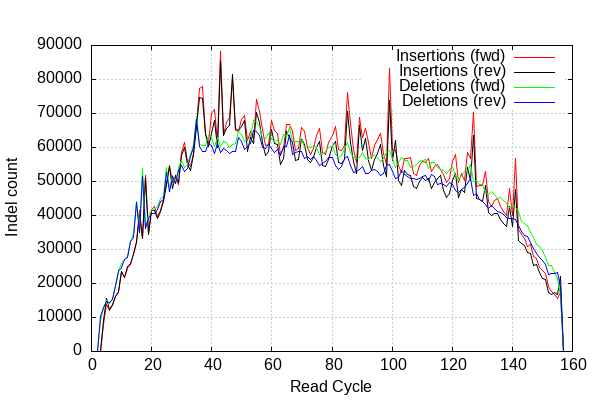 Insertions (fwd)
Insertions (rev)
Deletions (fwd)
Deletions (rev)
90000
80000
70000
60000
50000
40000
30000
20000
10000
0
Indel count
0 20 40 60 80 100 120 140 160
Read Cycle